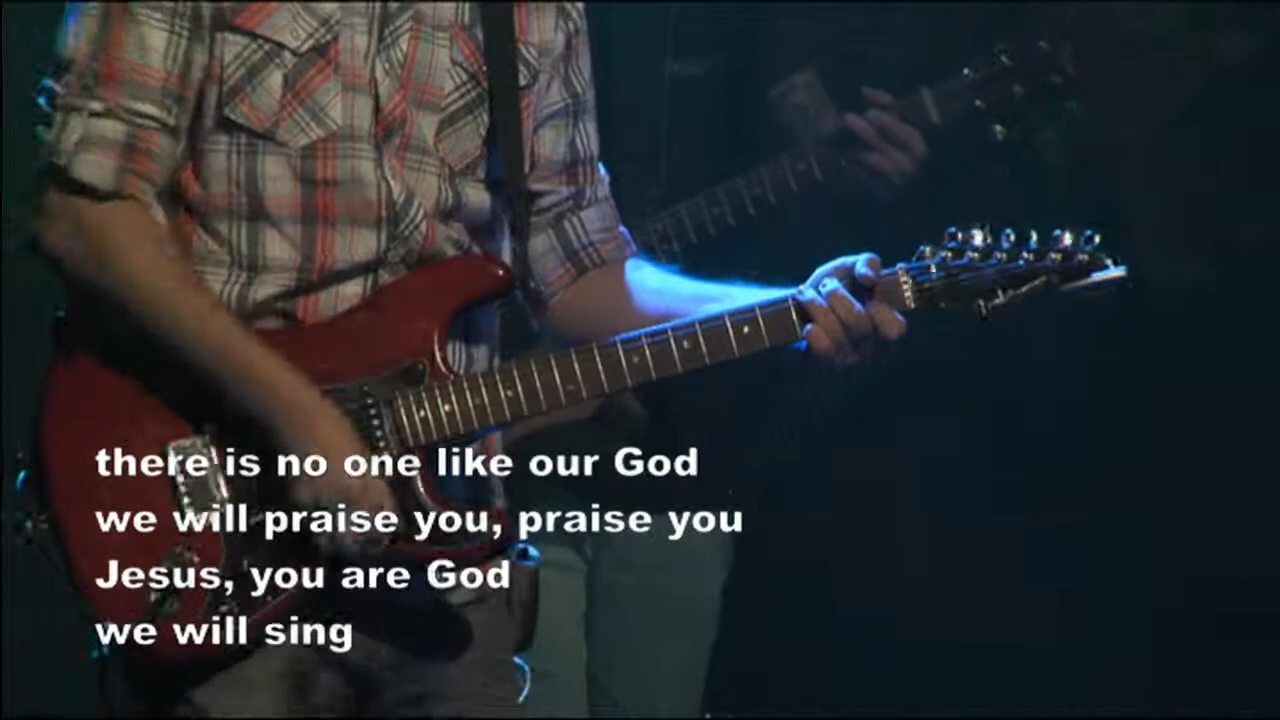 there is no one like our God
we will praise you, praise you
Jesus, you are God
we will sing